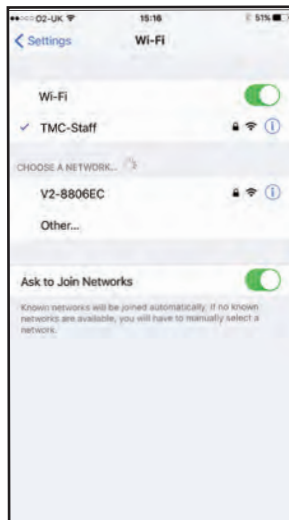 O2-UK 15:16 51%
Settings Wi-Fi
Wi-Fi
TMC-Staff
CHOOSE A NETWORK...
V2-8806EC
Other...
Ask to Join Networks
Known networks will be joined automatically. If no known
networks are available, you will have to manually select a
network.